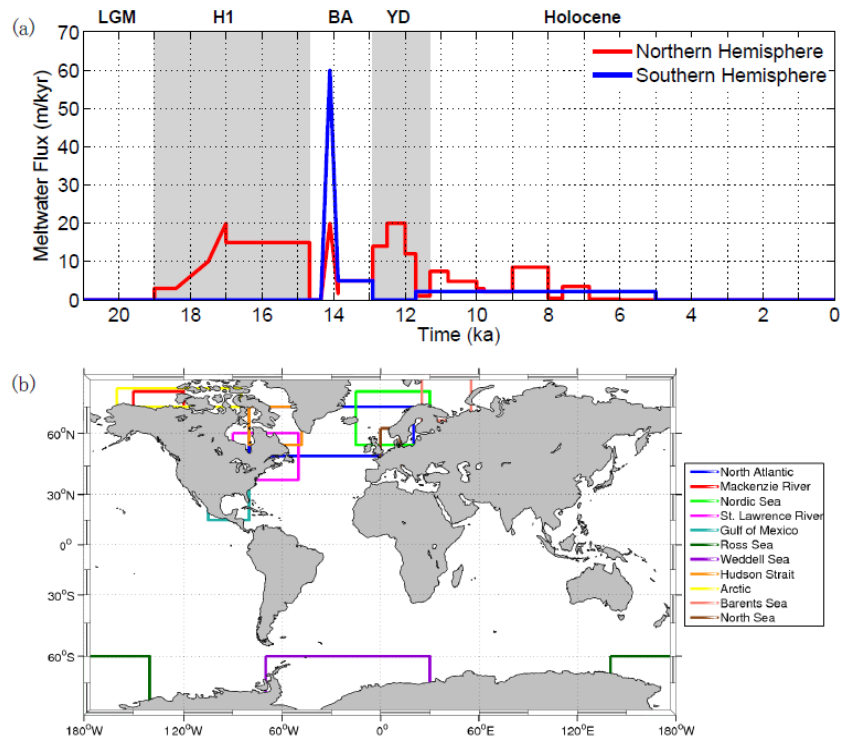 LGM H1 BA YD Holocene
(a)
70
60
50
40
30
20
10
0
Meltwater Flux (m/kyr)
Northern Hemisphere
Southern Hemisphere
20 18 16 14 12 10 8 6 4 2 0
Time (ka)
(b)
60°N
30°N
0°
30°S
60°S
180°W 120°W 60°W 0° 60°E 120°E 180°W
North Atlantic
Mackenzie River
Nordic Sea
St. Lawrence River
Gulf of Mexico
Ross Sea
Weddell Sea
Hudson Strait
Arctic
Barents Sea
North Sea